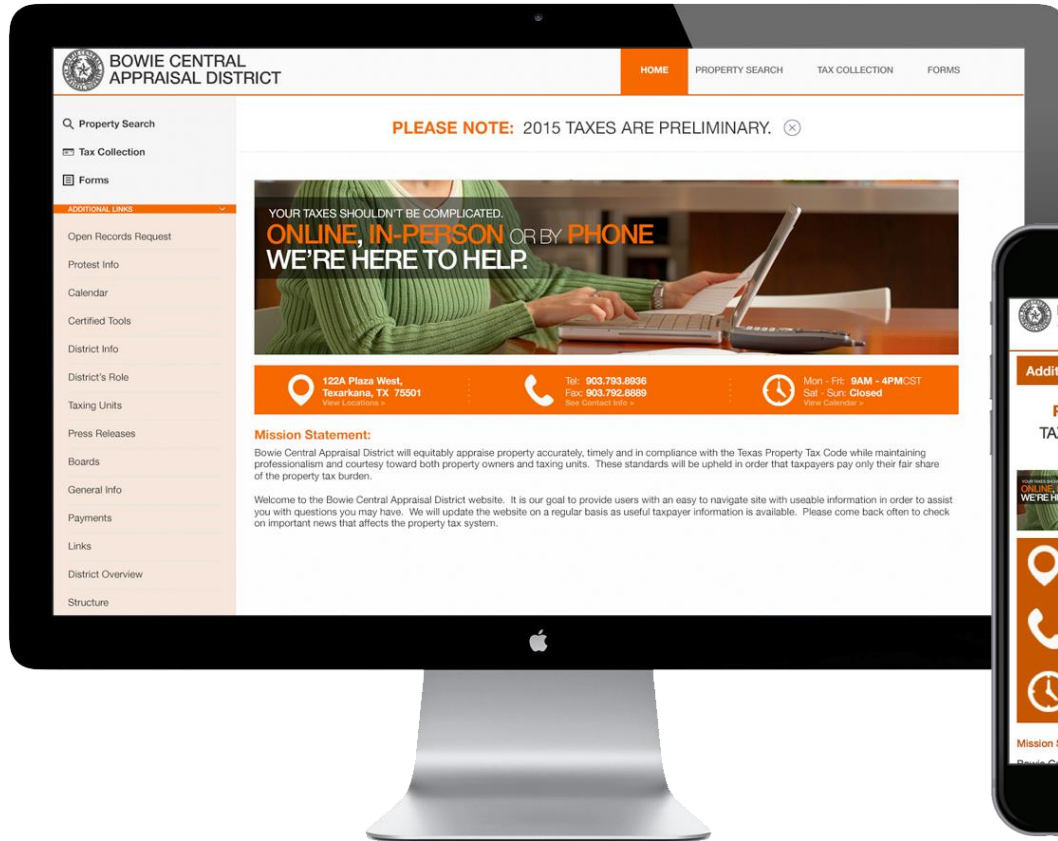 BOWIE CENTRAL
APPRAISAL DISTRICT
HOME
PROPERTY SEARCH
TAX COLLECTION
FORMS
Property Search
Tax Collection
Forms
ADDITIONAL LINKS
Open Records Request
Protest Info
Calendar
Certified Tools
District Info
District's Role
Taxing Units
Press Releases
Boards
General Info
Payments
Links
District Overview
Structure
PLEASE NOTE: 2015 TAXES ARE PRELIMINARY.
YOUR TAXES SHOULDN'T BE COMPLICATED.
ONLINE, IN-PERSON OR BY PHONE
WE'RE HERE TO HELP.
122A Plaza West,
Texarkana, TX 75501
View Locations >
Tel: 903.793.8936
Fax: 903.792.8889
See Contact Info >
Mon - Fri: 9AM - 4PMCST
Sat - Sun: Closed
View Calendar >
Mission Statement:
Bowie Central Appraisal District will equitably appraise property accurately, timely and in compliance with the Texas Property Tax Code while maintaining
professionalism and courtesy toward both property owners and taxing units. These standards will be upheld in order that taxpayers pay only their fair share
of the property tax burden.
Welcome to the Bowie Central Appraisal District website. It is our goal to provide users with an easy to navigate site with useable information in order to assist
you with questions you may have. We will update the website on a regular basis as useful taxpayer information is available. Please come back often to check
on important news that affects the property tax system.
Addit
TA
ONLINE,
WE'RE H
Mission